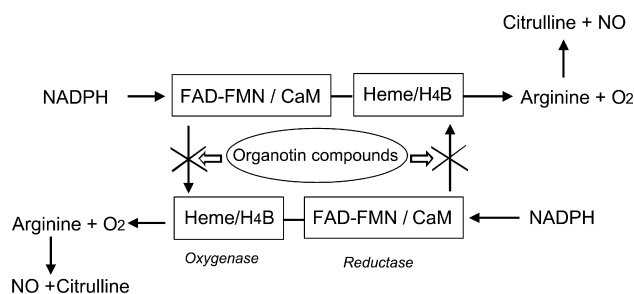 Citrulline + NO
NADPH
FAD-FMN / CaM
Heme/H4B
Arginine + O2
Organotin compounds
Arginine + O2
Heme/H4B
FAD-FMN / CaM
NADPH
Oxygenase
Reductase
NO +Citrulline